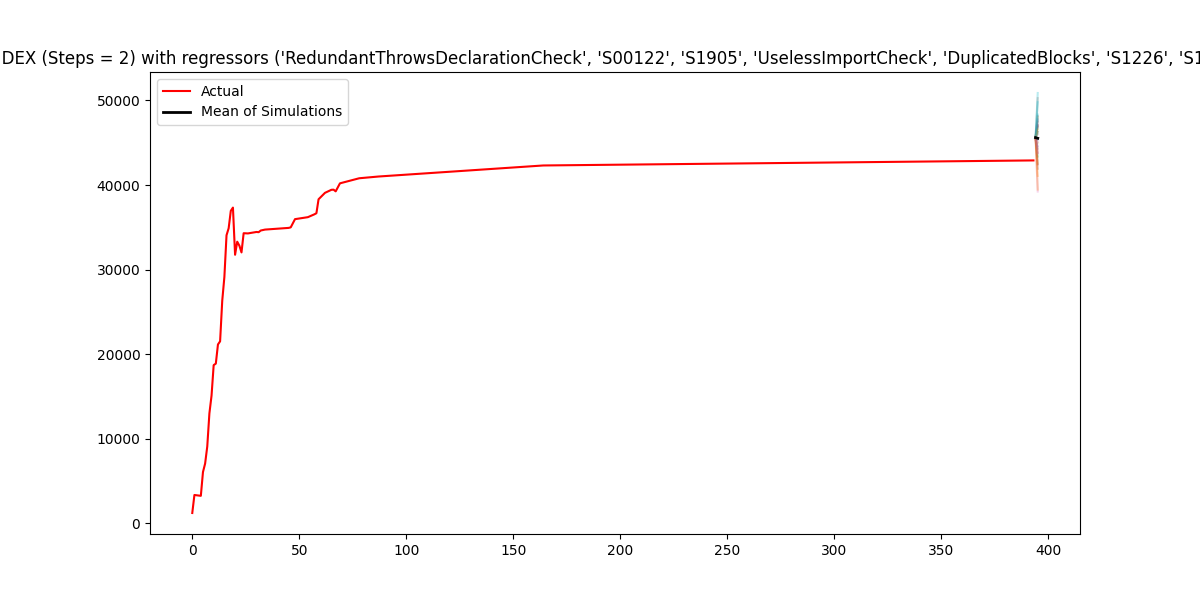 DEX (Steps = 2) with regressors ('RedundantThrowsDeclarationCheck', 'S00122', 'S1905', 'UselessImportCheck', 'DuplicatedBlocks', 'S1226', 'S1
Actual
Mean of Simulations
50000
40000
30000
20000
10000
0
0 50 100 150 200 250 300 350 400